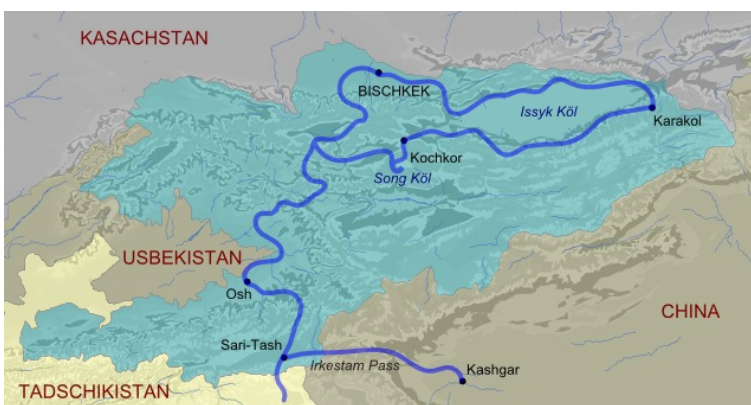 KASACHSTAN
BISCHKEK
Issyk Köl
Karakol
Kochkor
Song Köl
USBEKISTAN
Osh
CHINA
Sari-Tash
Irkestam Pass
Kashgar
TADSCHIKISTAN